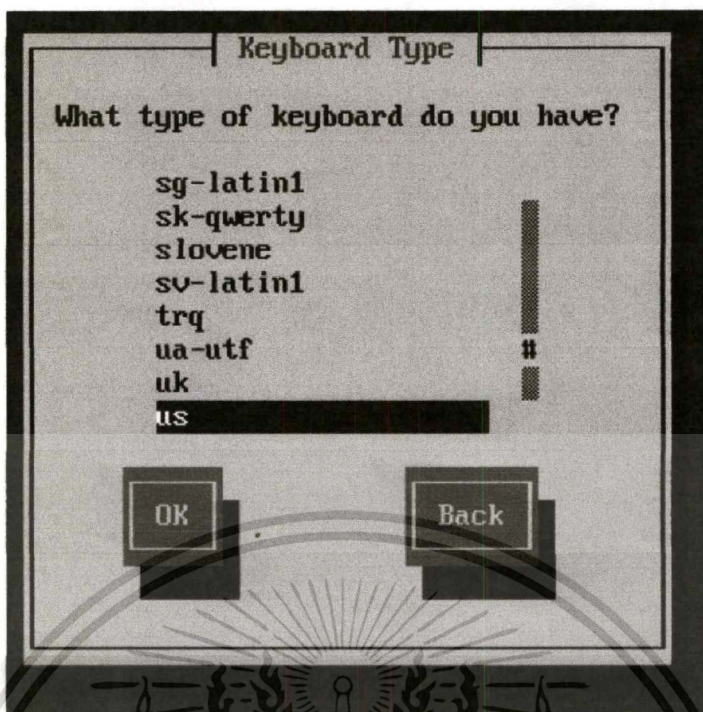 Keyboard Type
What type of keyboard do you have?
sg-latin1
sk-qwerty
slovene
sv-latin1
trq
ua-utf
#
uk
us
OK
Back